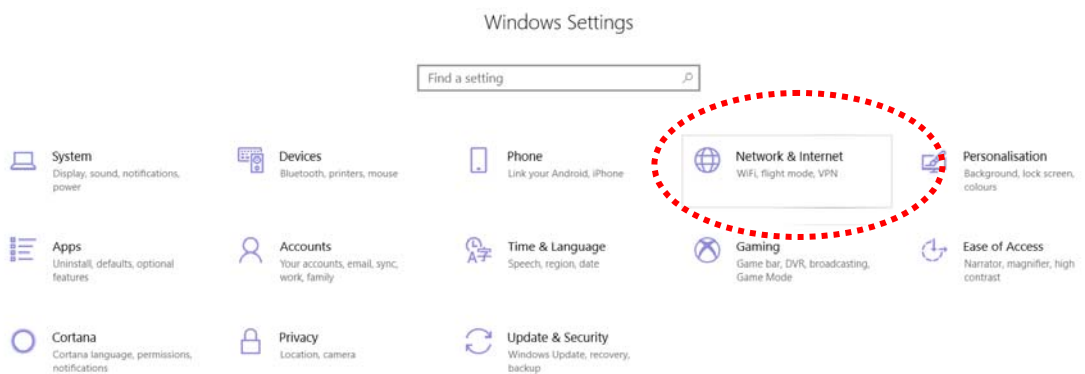 Windows Settings
Find a setting
System
Display, sound, notifications,
power
Devices
Bluetooth, printers, mouse
Phone
Link your Android, iPhone
Network & Internet
WiFi, flight mode, VPN
Personalisation
Background, lock screen,
colours
Apps
Uninstall, defaults, optional
features
Accounts
Your accounts, email, sync,
work, family
Time & Language
Speech, region, date
Gaming
Game bar, DVR, broadcasting,
Game Mode
Ease of Access
Narrator, magnifier, high
contrast
Cortana
Cortana language, permissions,
notifications
Privacy
Location, camera
Update & Security
Windows Update, recovery,
backup